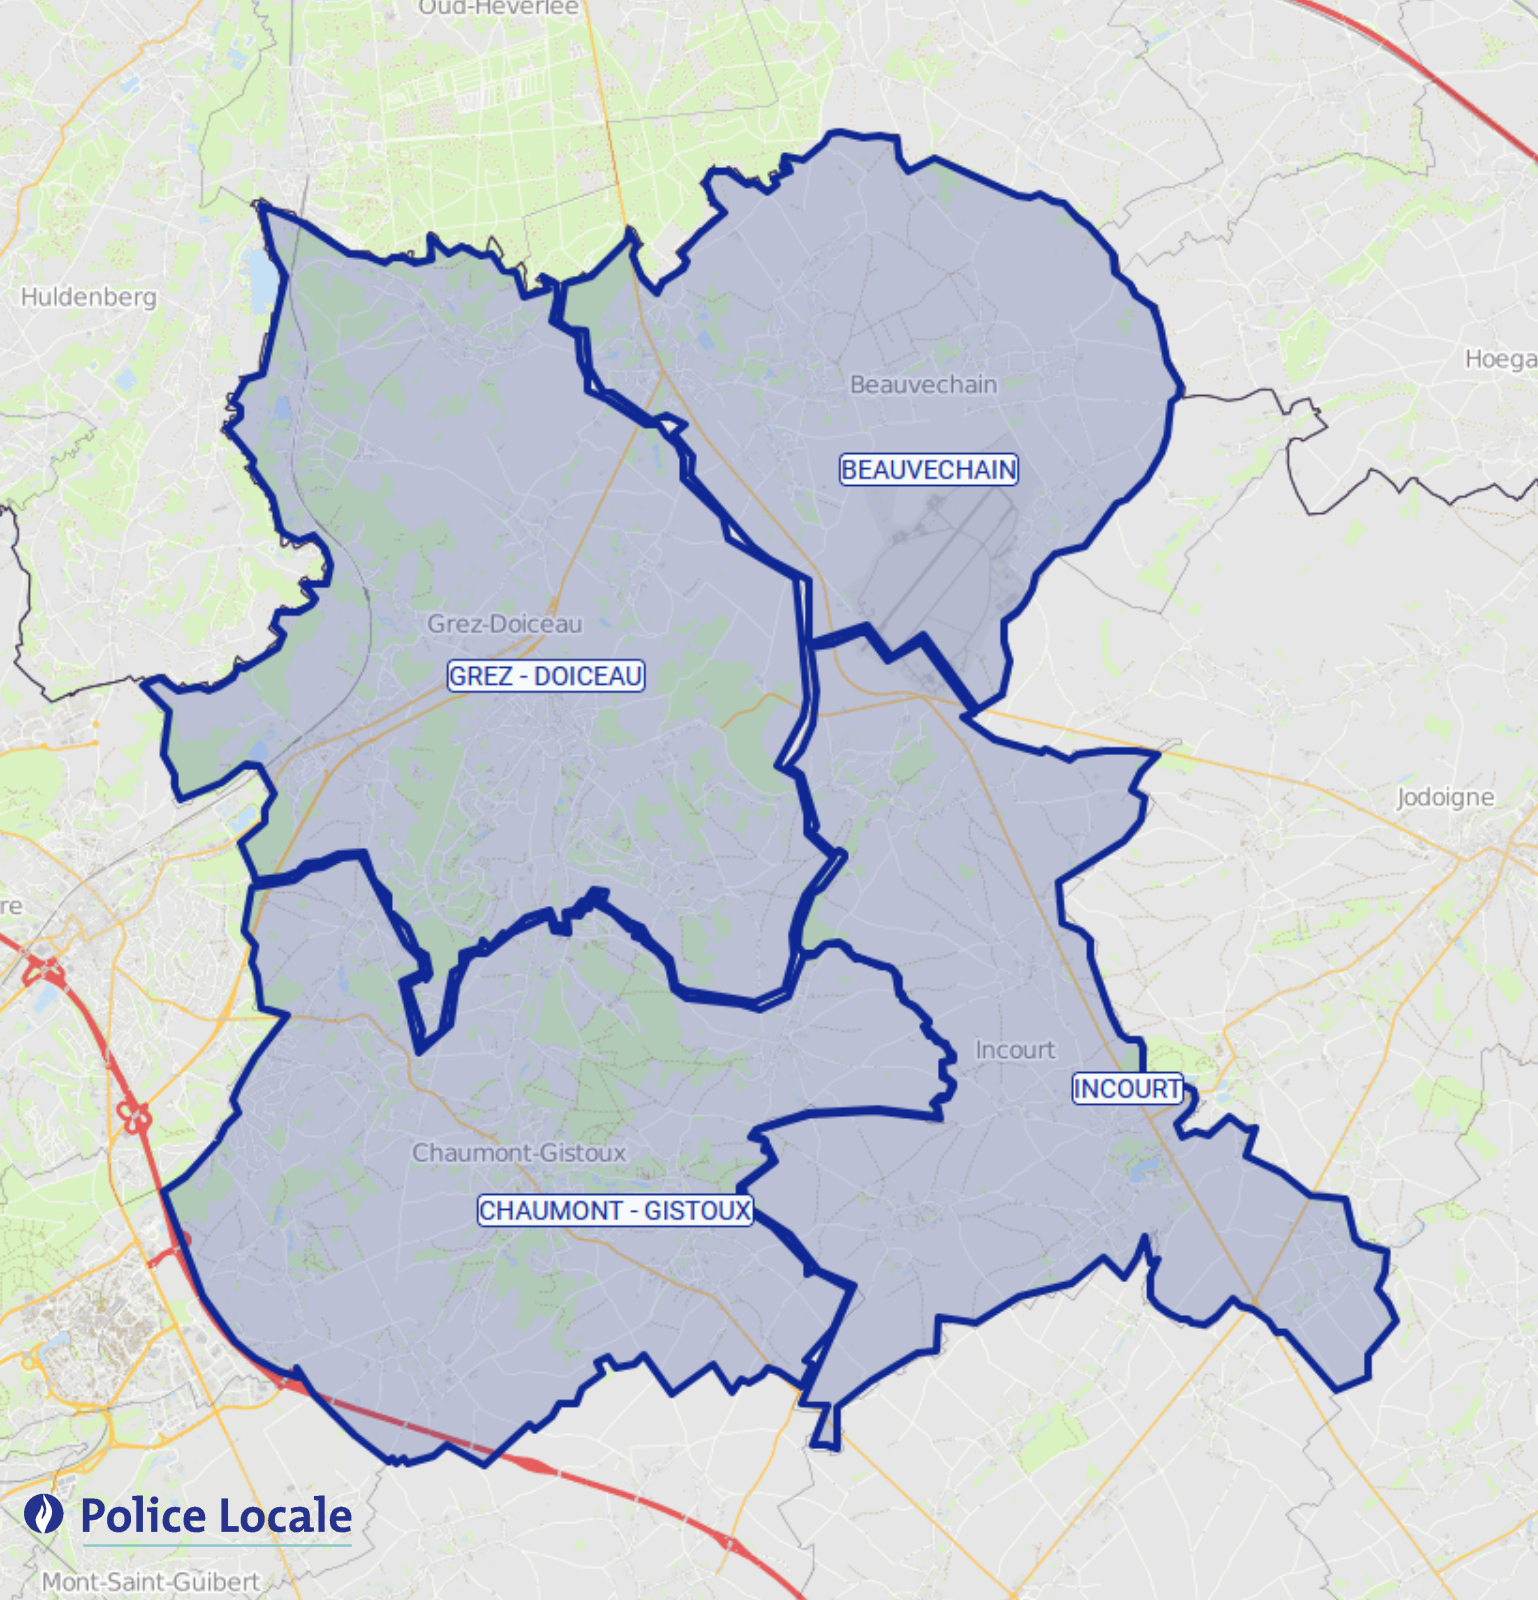 Oud-Heverlee
Huldenberg
Hoega
Beauvechain
BEAUVECHAIN
Grez-Doiceau
GREZ - DOICEAU
Jodoigne
re
Incourt
INCOURT
Chaumont-Gistoux
CHAUMONT - GISTOUX
Police Locale
Mont-Saint-Guibert